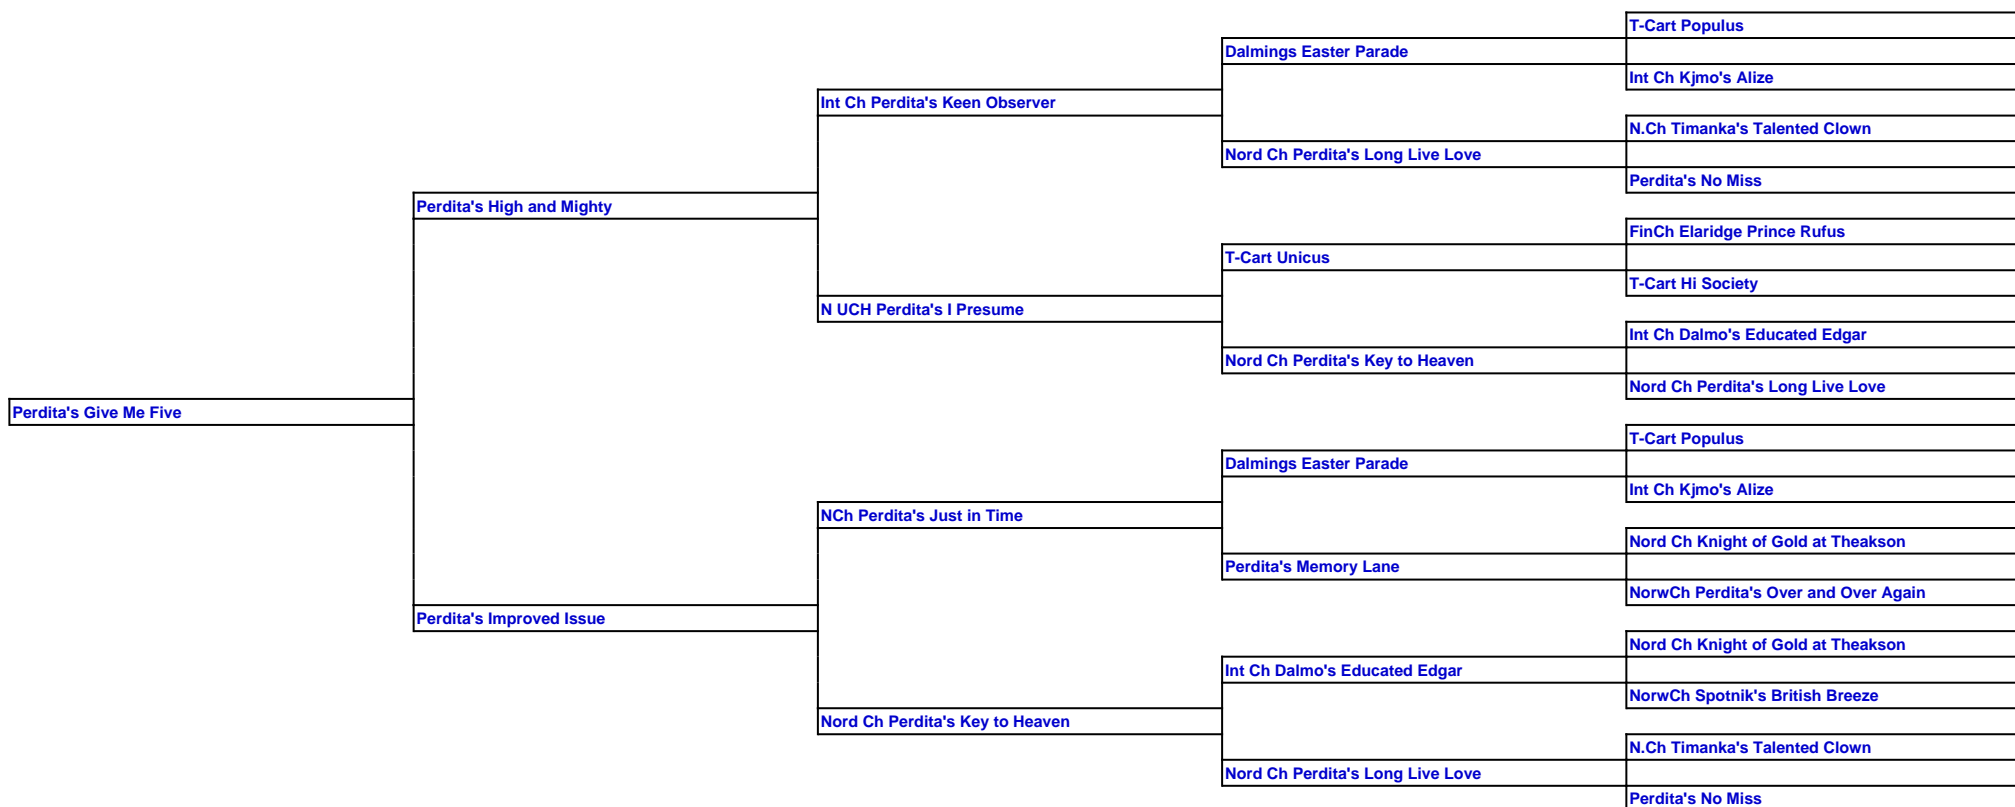 T-Cart Populus
Dalmings Easter Parade
Int Ch Kjmo's Alize
Int Ch Perdita's Keen Observer
N.Ch Timanka's Talented Clown
Nord Ch Perdita's Long Live Love
Perdita's No Miss
Perdita's High and Mighty
FinCh Elaridge Prince Rufus
T-Cart Unicus
T-Cart Hi Society
N UCH Perdita's I Presume
Int Ch Dalmo's Educated Edgar
Nord Ch Perdita's Key to Heaven
Nord Ch Perdita's Long Live Love
Perdita's Give Me Five
T-Cart Populus
Dalmings Easter Parade
Int Ch Kjmo's Alize
NCh Perdita's Just in Time
Nord Ch Knight of Gold at Theakson
Perdita's Memory Lane
NorwCh Perdita's Over and Over Again
Perdita's Improved Issue
Nord Ch Knight of Gold at Theakson
Int Ch Dalmo's Educated Edgar
NorwCh Spotnik's British Breeze
Nord Ch Perdita's Key to Heaven
N.Ch Timanka's Talented Clown
Nord Ch Perdita's Long Live Love
Perdita's No Miss